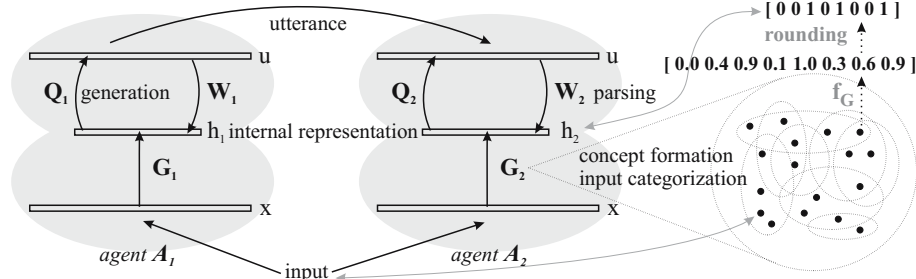 utterance
u
u
Q1 generation W1
Q2
W2 parsing
h1 internal representation
h2
G1
G2
x
x
agent A1
agent A2
input
[ 0 0 1 0 1 0 0 1 ]
rounding
[ 0.0 0.4 0.9 0.1 1.0 0.3 0.6 0.9 ]
fG
concept formation
input categorization